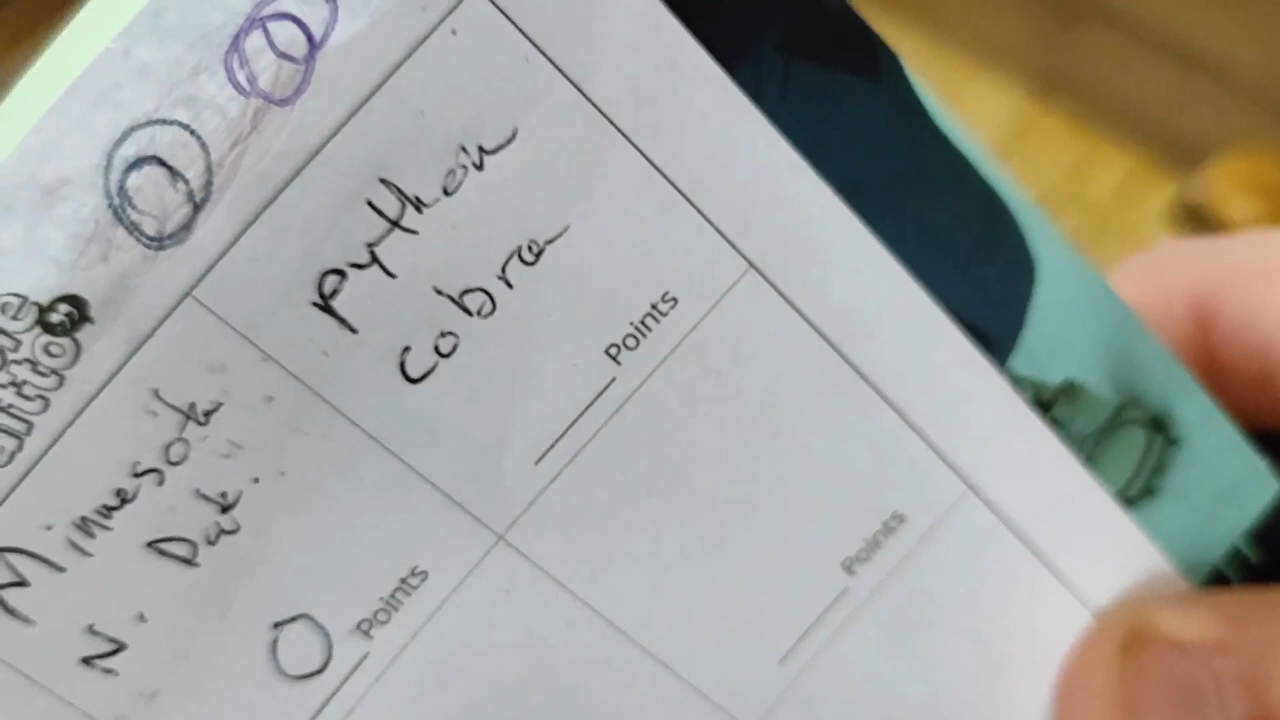 Python
Cobra
Points
Minnesota
N. Dak.
0 Points
Points